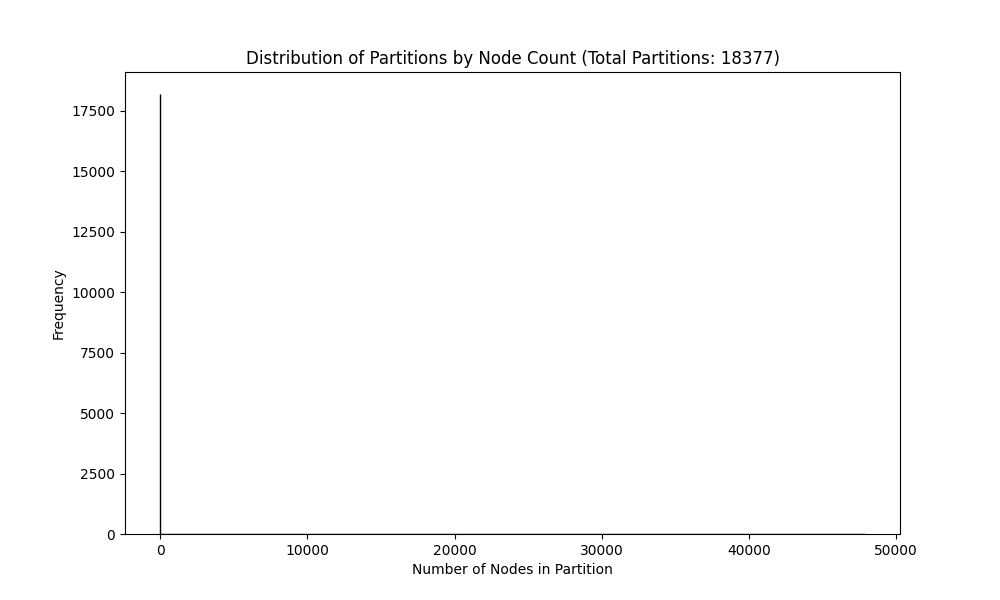 Distribution of Partitions by Node Count (Total Partitions: 18377)
17500
15000
12500
10000
7500
5000
2500
0
Frequency
0 10000 20000 30000 40000 50000
Number of Nodes in Partition